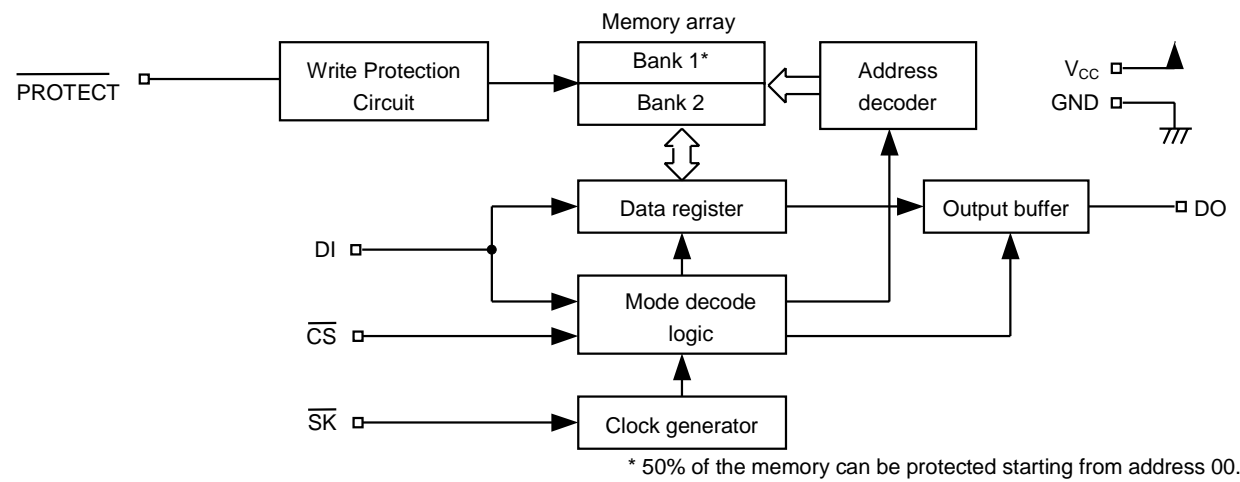 Memory array
PROTECT
Write Protection
Circuit
Bank 1*
Bank 2
Address
decoder
VCC
GND
Data register
Output buffer
DO
DI
Mode decode
logic
CS
SK
Clock generator
* 50% of the memory can be protected starting from address 00.